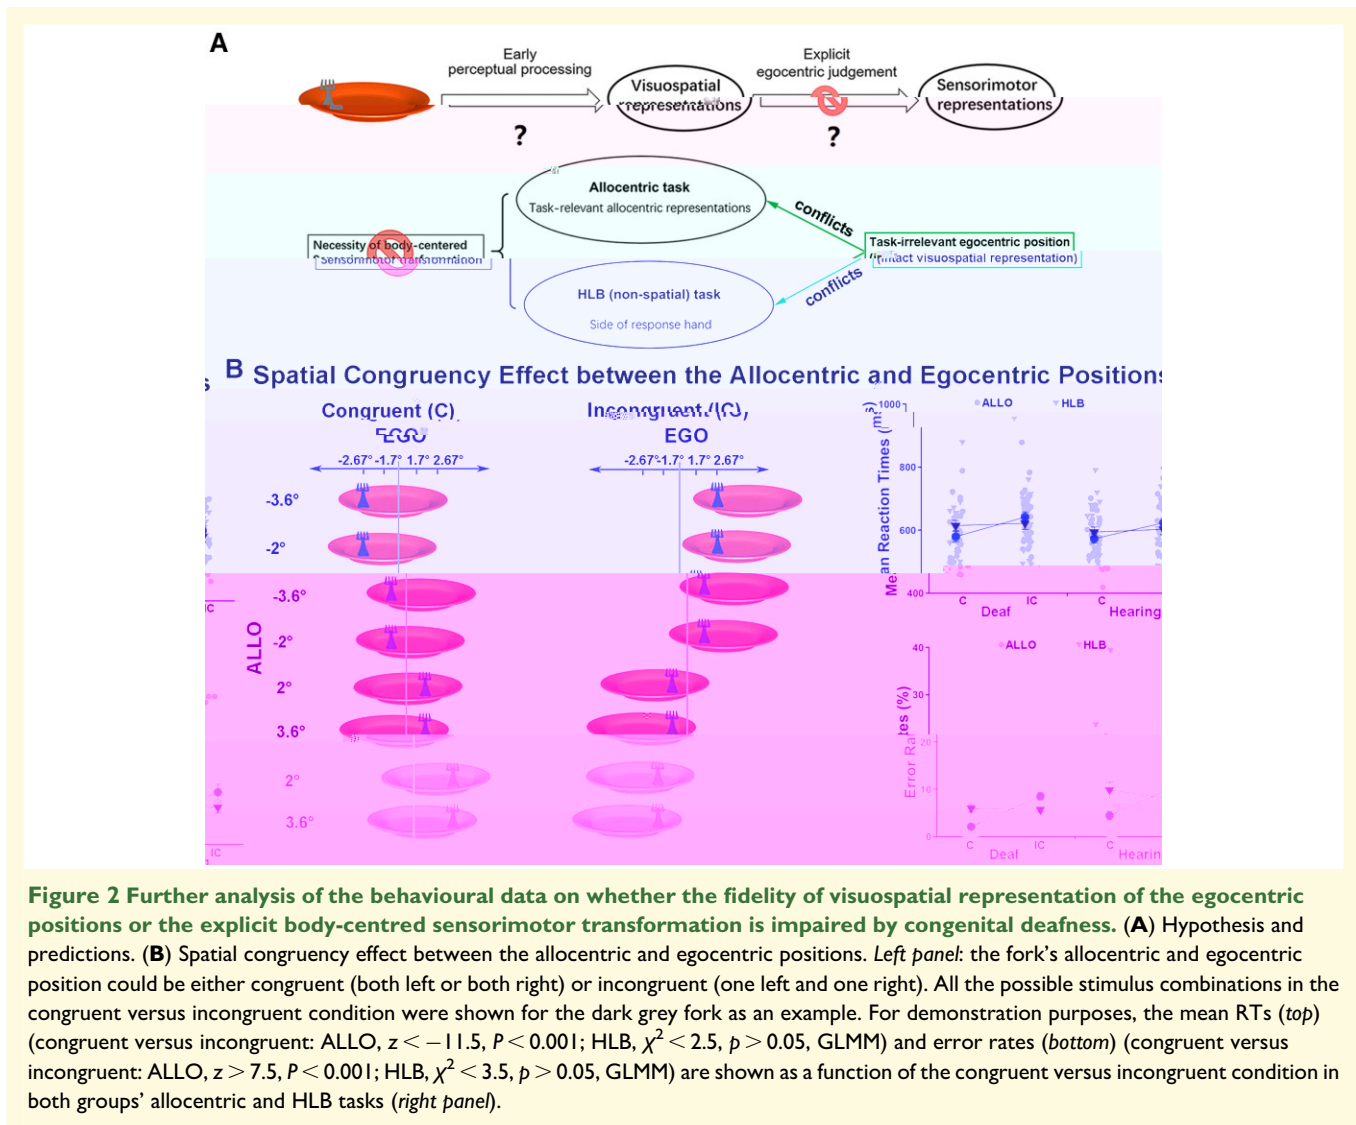 A
Early
perceptual processing
Explicit
egocentric judgement
Visuospatial
representations
Sensorimotor
representations
?
?
Allocentric task
Task-relevant allocentric representations
conflicts
Necessity of body-centered
Sensorimotor transformation
Task-irrelevant egocentric position
(intact visuospatial representation)
conflicts
HLB (non-spatial) task
Side of response hand
B Spatial Congruency Effect between the Allocentric and Egocentric Positions
Congruent (C)
Incongruent (IC)
EGO
EGO
-2.67° -1.7° 1.7° 2.67°
-2.67° -1.7° 1.7° 2.67°
-3.6°
-2°
-3.6°
-2°
2°
3.6°
2°
3.6°
ALLO
1000
ALLO
HLB
800
600
400
C
IC
C
Deaf
Hearing
40
ALLO
HLB
30
20
10
0
C
IC
C
Deaf
Hearin
IC
IC
Figure 2 Further analysis of the behavioural data on whether the fidelity of visuospatial representation of the egocentric
positions or the explicit body-centred sensorimotor transformation is impaired by congenital deafness. (A) Hypothesis and
predictions. (B) Spatial congruency effect between the allocentric and egocentric positions. Left panel: the fork's allocentric and egocentric
position could be either congruent (both left or both right) or incongruent (one left and one right). All the possible stimulus combinations in the
congruent versus incongruent condition were shown for the dark grey fork as an example. For demonstration purposes, the mean RTs (top)
(congruent versus incongruent: ALLO, z < −11.5, P < 0.001; HLB, χ² < 2.5, p > 0.05, GLMM) and error rates (bottom) (congruent versus
incongruent: ALLO, z > 7.5, P < 0.001; HLB, χ² < 3.5, p > 0.05, GLMM) are shown as a function of the congruent versus incongruent condition in
both groups' allocentric and HLB tasks (right panel).